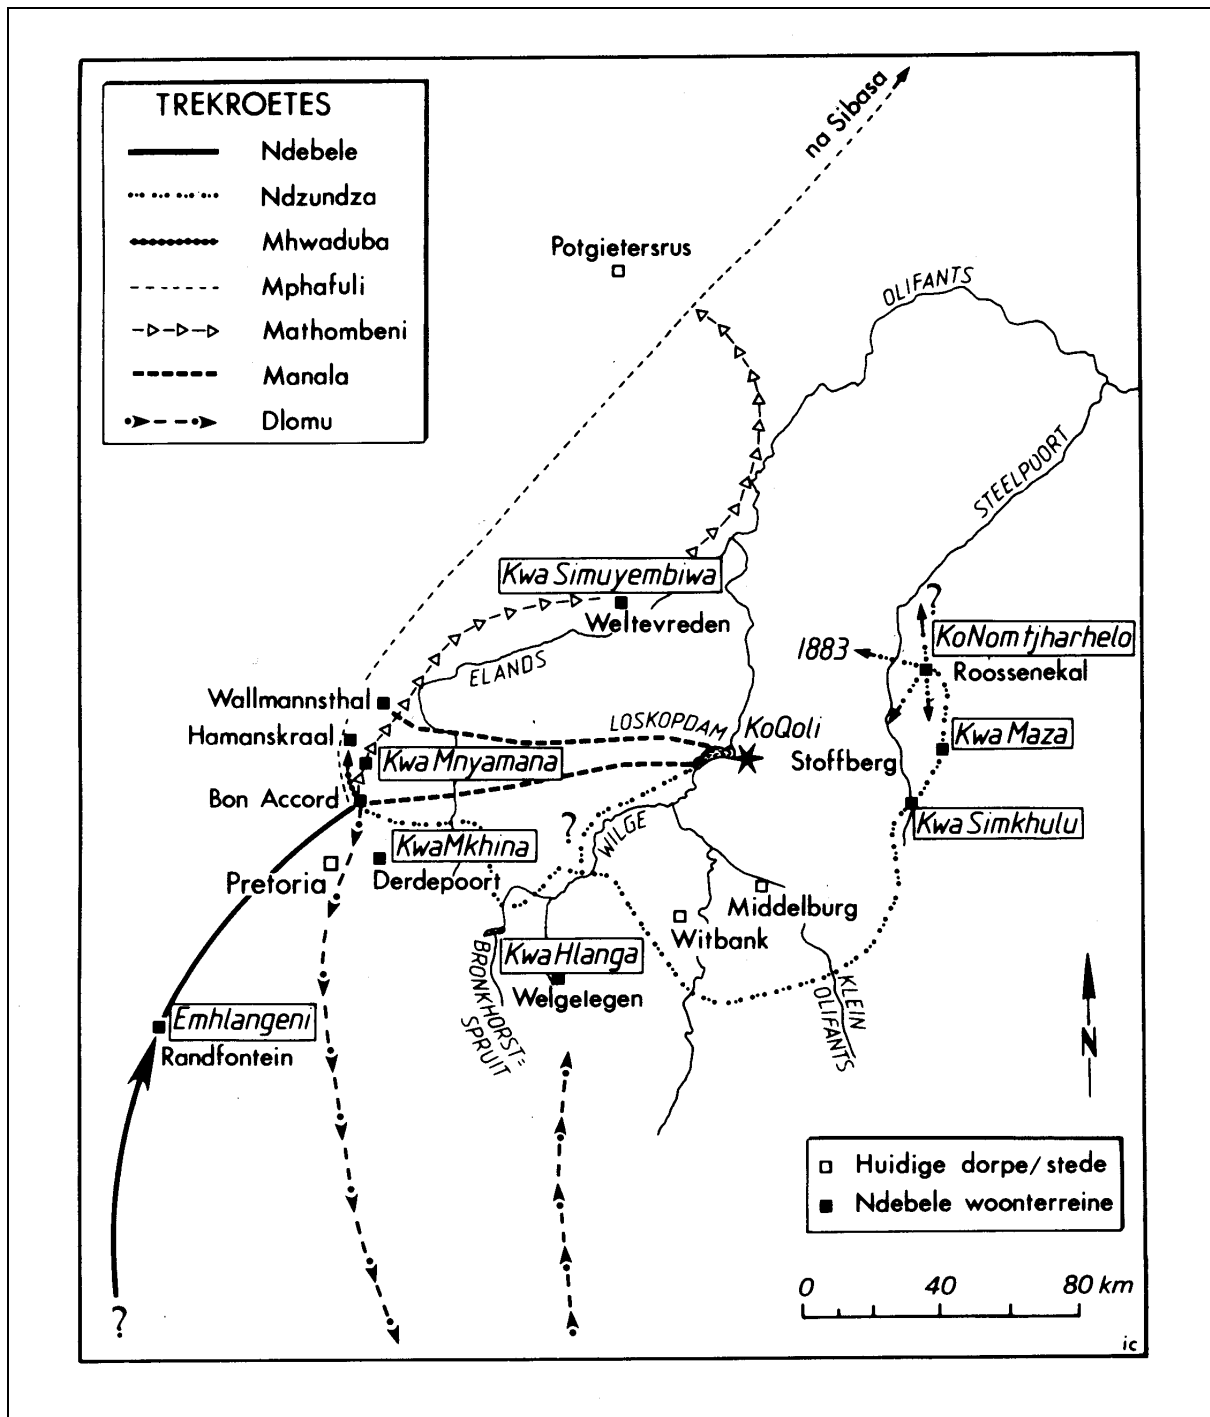 TREKROETES
Ndebele
Ndzundza
Mhwaduba
Mphafuli
Mathombeni
Manala
Dlomu
na Sibasa
Potgietersrus
OLIFANTS
STEELPOORT
Kwa Simuyembiwa
Weltevreden
?
KoNomtjharhelo
1883
Roossenekal
ELANDS
Wallmannsthal
LOSKOPDAM
KoQoli
Hamanskraal
Kwa Maza
Kwa Mnyamana
Stoffberg
Bon Accord
?
WILGE
Kwa Simkhulu
KwaMkhina
Pretoria
Derdepoort
Middelburg
Witbank
Kwa Hlanga
BRONKHORST=
SPRUIT
Welgelegen
KLEIN
OLIFANTS
Emhlangeni
Randfontein
N
Huidige dorpe/stede
Ndebele woonterreine
0 40 80 km
?
ic